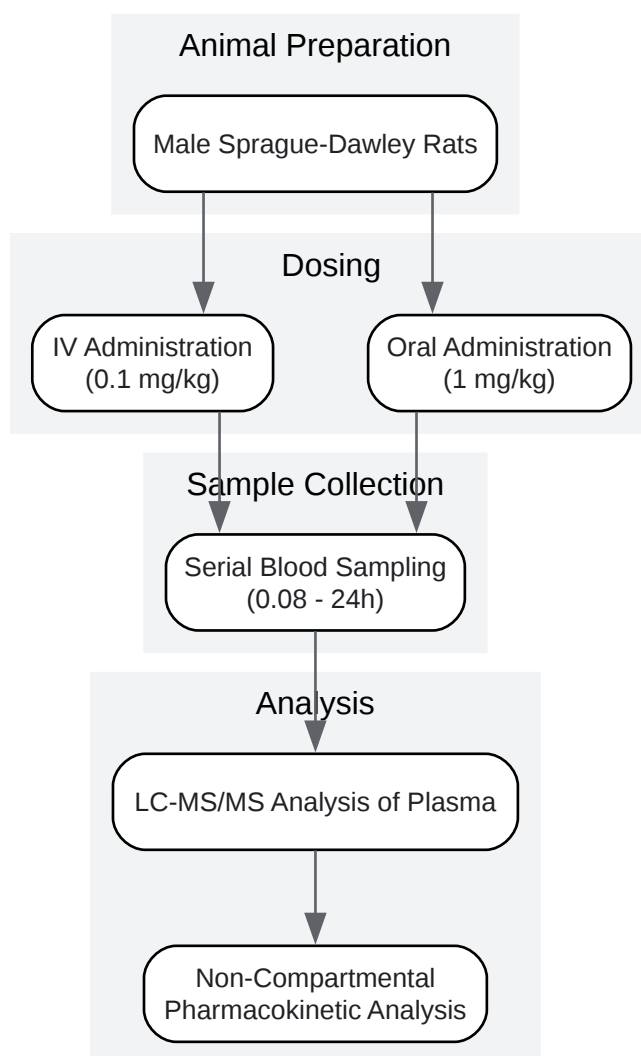 Animal Preparation
Male Sprague-Dawley Rats
Dosing
IV Administration
(0.1 mg/kg)
Oral Administration
(1 mg/kg)
Sample Collection
Serial Blood Sampling
(0.08 - 24h)
Analysis
LC-MS/MS Analysis of Plasma
Non-Compartmental
Pharmacokinetic Analysis